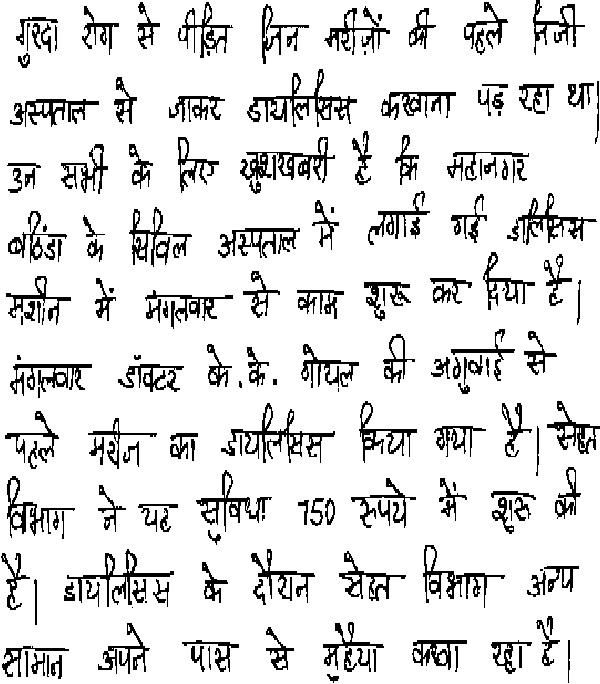 गुरदा रोग से पीड़ित जिन मरीज़ों की पहले निजी
अस्पताल से जाकर डायलिसिस करवाना पड़ रहा था।
उन सभी के लिए खुशखबरी है कि महानगर
बठिंडा के सिविल अस्पताल में लगाई गई डालिसिस
मशीन में मंगलवार से काम शुरू कर दिया है।
मंगलवार डॉक्टर के.के. गोयल की अगुवाई से
पहले मरीज का डायलिसिस किया गया है। सेहत
विभाग ने यह सुविधा 750 रुपये में शुरू की
है। डायलिसिस के दौरान सेहत विभाग अन्य
सामान अपने पास से मुहैया करवा रहा है।